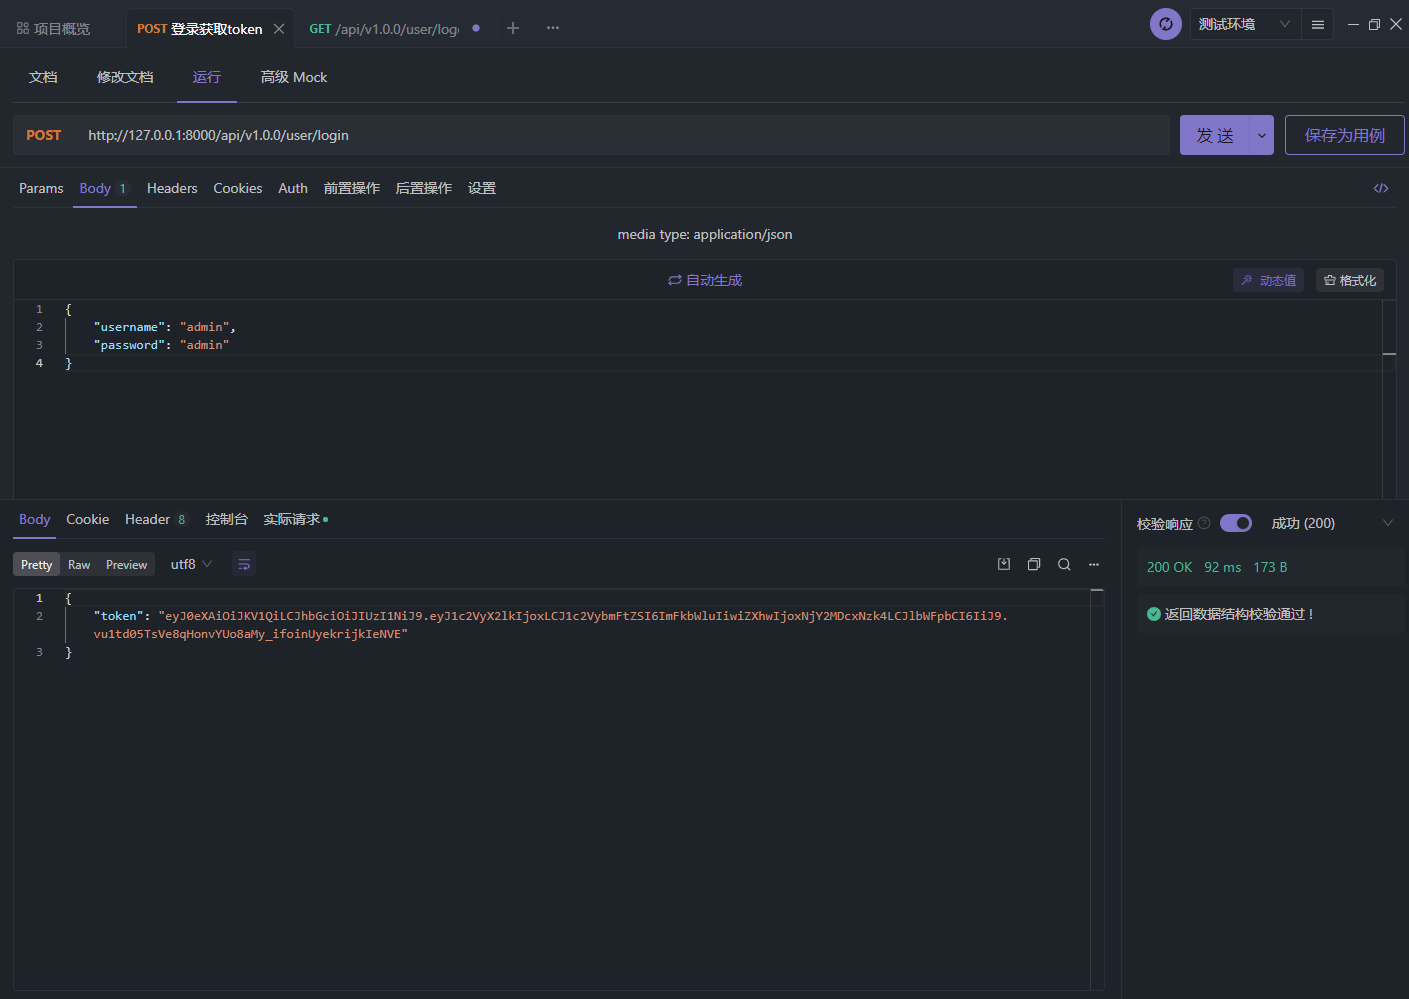 项目概览
POST 登录获取token
GET /api/v1.0.0/user/log
测试环境
文档 修改文档 运行 高级 Mock
POST http://127.0.0.1:8000/api/v1.0.0/user/login
发 送
保存为用例
Params Body 1 Headers Cookies Auth 前置操作 后置操作 设置
media type: application/json
自动生成
动态值 格式化
1 {
2 "username": "admin",
3 "password": "admin"
4 }
Body Cookie Header 8 控制台 实际请求
校验响应 ? 成功 (200)
Pretty Raw Preview utf8
200 OK 92 ms 173 B
1 {
2 "token": "eyJ0eXAiOiJKV1QiLCJhbGciOiJIUzI1NiJ9.eyJ1c2VyX2lkIjoxLCJ1c2VybmFtZSI6ImFkbWluIiwiZXhwIjoxNjY2MDcxNzk4LCJlbWFpbCI6IiJ9.
vu1td05TsVe8qHonvYUo8aMy_ifoinUyekrijkIeNVE"
3 }
返回数据结构校验通过！